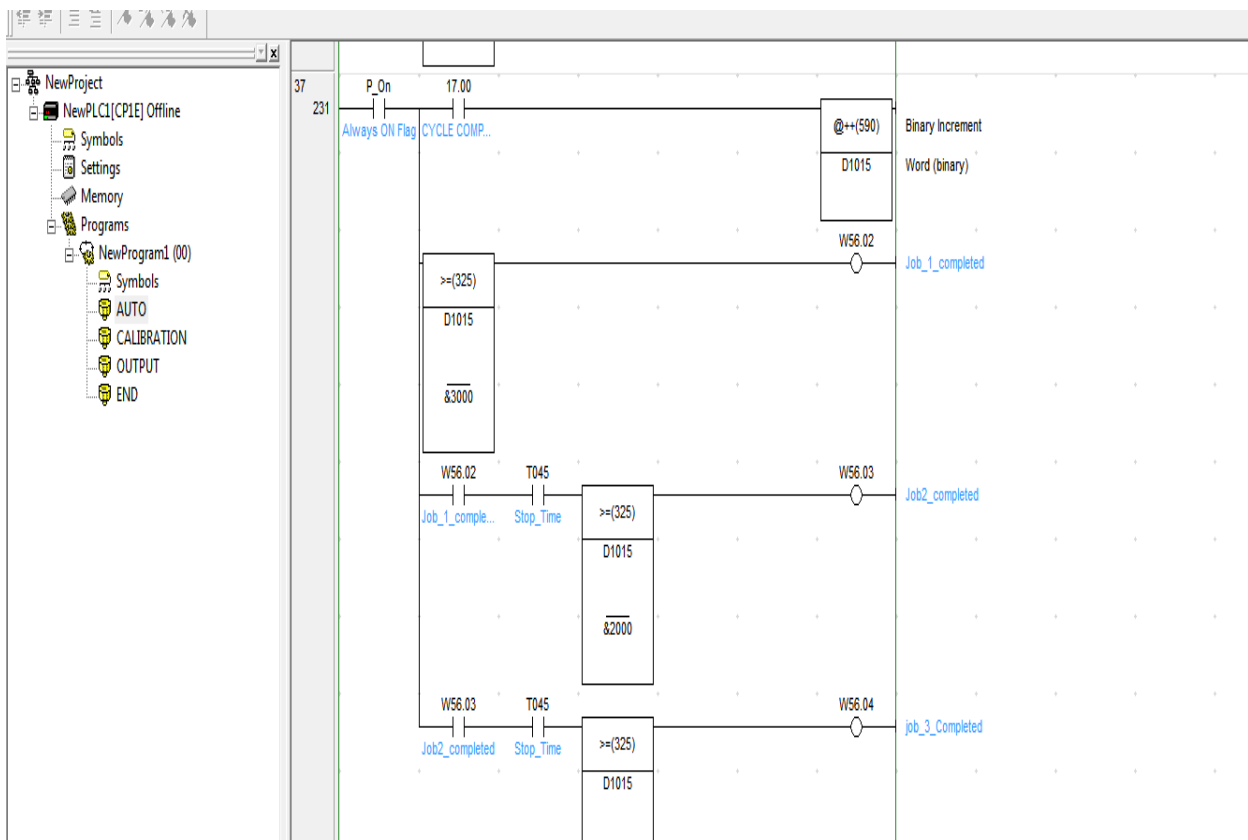 NewProject
NewPLC1[CP1E] Offline
Symbols
Settings
Memory
Programs
NewProgram1 (00)
Symbols
AUTO
CALIBRATION
OUTPUT
END
37
231
P_On
17.00
Always ON Flag
CYCLE COMP...
@++(590)
Binary Increment
D1015
Word (binary)
W56.02
Job_1_completed
>=(325)
D1015
&3000
W56.02
T045
W56.03
Job_1_comple...
Stop_Time
>=(325)
Job2_completed
D1015
&2000
W56.03
T045
W56.04
Job2_completed
Stop_Time
>=(325)
job_3_Completed
D1015